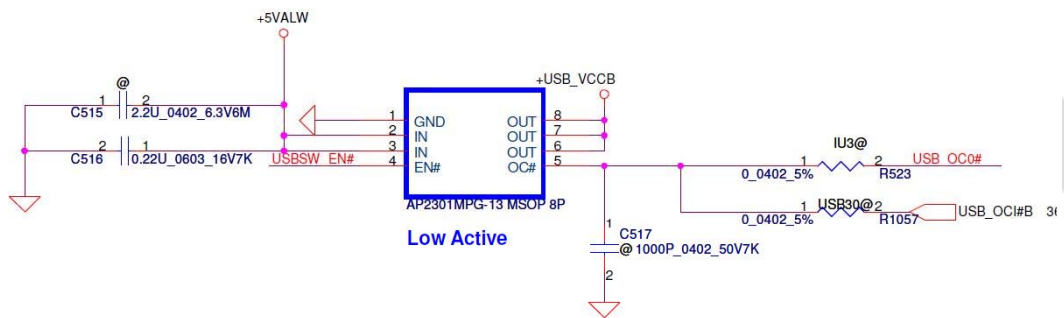 +5VALW
@
1 2
C515 2.2U_0402_6.3V6M
2 1
C516 0.22U_0603_16V7K
USBSW_EN#
1 GND
2 IN
3 IN
4 EN#
OUT 8
OUT 7
OUT 6
OC# 5
AP2301MPG-13 MSOP 8P
Low Active
+USB_VCCB
IU3@
1 2
0_0402_5% R523
USB_OC0#
USB30@
1 2
0_0402_5% R1057
USB_OCI#B 36
1
C517
@ 1000P_0402_50V7K
2